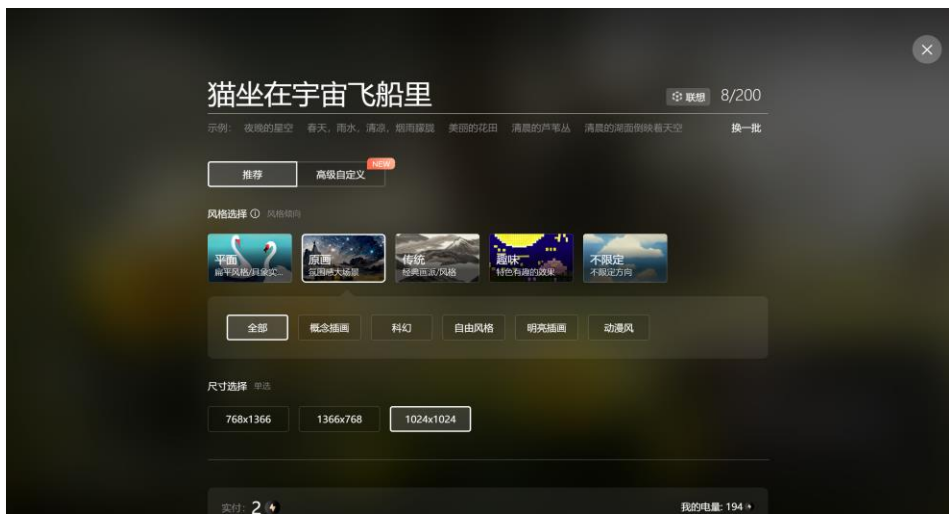 猫坐在宇宙飞船里
联想 8/200
示例: 夜晚的星空 春天,雨水,清凉,烟雨朦胧 美丽的花田 清晨的芦苇丛 清晨的湖面倒映着天空 换一批
推荐 高级自定义 NEW
风格选择 风格倾向
平面 原画 传统 趣味 不限定
扁平风格/具象实... 氛围感大场景 经典画派/风格 特色有趣的效果 不限定方向
全部 概念插画 科幻 自由风格 明亮插画 动漫风
尺寸选择 单选
768x1366 1366x768 1024x1024
实付: 2 我的电量: 194